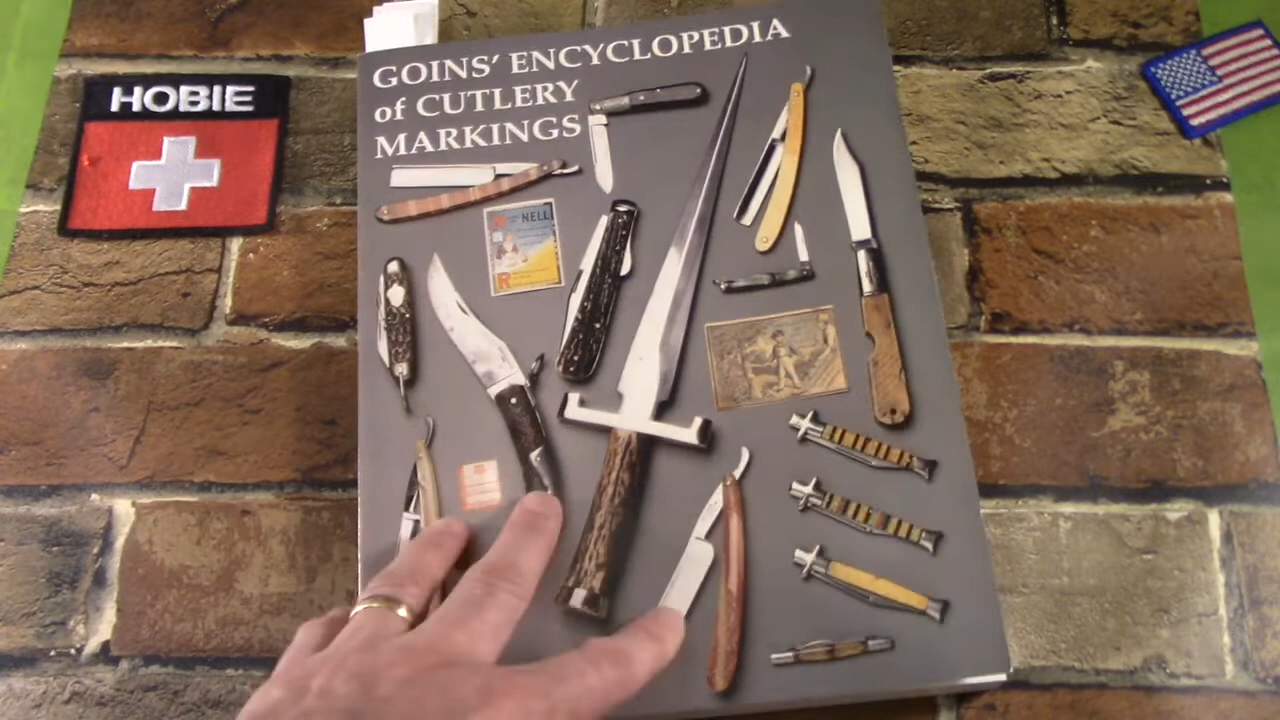 HOBIE
GOINS' ENCYCLOPEDIA
of CUTLERY
MARKINGS
NELL
R